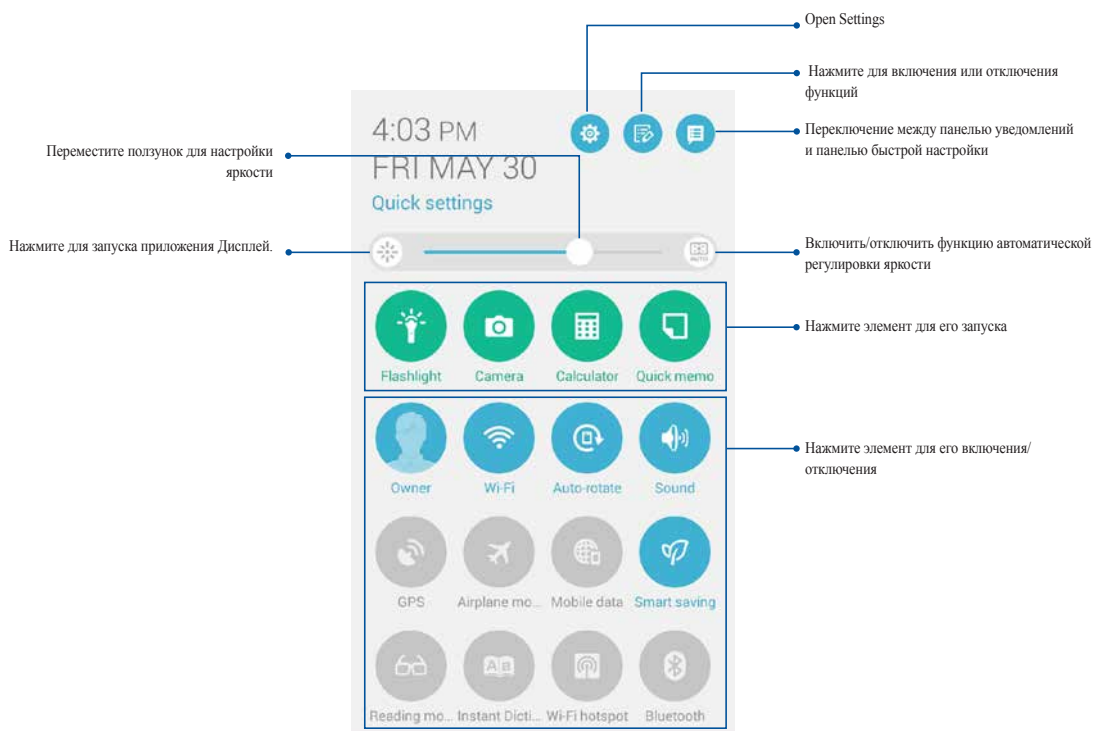 Open Settings
Нажмите для включения или отключения
функций
Переключение между панелью уведомлений
и панелью быстрой настройки
Переместите ползунок для настройки
яркости
Нажмите для запуска приложения Дисплей.
4:03 PM
FRI MAY 30
Quick settings
AUTO
Включить/отключить функцию автоматической
регулировки яркости
Flashlight Camera Calculator Quick memo
Нажмите элемент для его запуска
Owner Wi-Fi Auto-rotate Sound
Нажмите элемент для его включения/
отключения
GPS Airplane mo... Mobile data Smart saving
A B
Reading mo... Instant Dicti... Wi-Fi hotspot Bluetooth